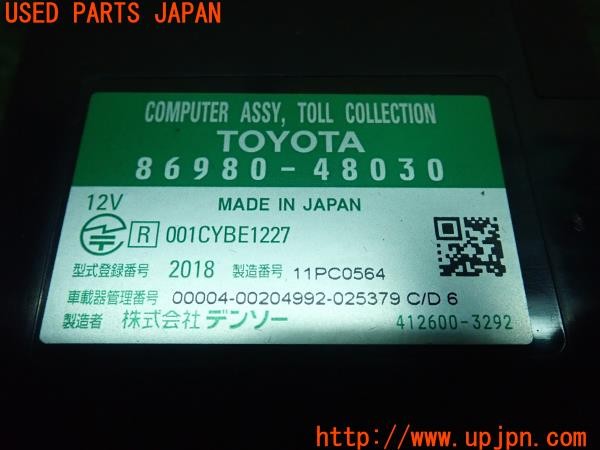 USED PARTS JAPAN
COMPUTER ASSY, TOLL COLLECTION
TOYOTA
86980-48030
12V
MADE IN JAPAN
R 001CYBE1227
型式登録番号 2018 製造番号 11PC0564
車載器管理番号 00004-00204992-025379 C/D 6
製造者 株式会社 デンソー 412600-3292
http://www.upjpn.com/